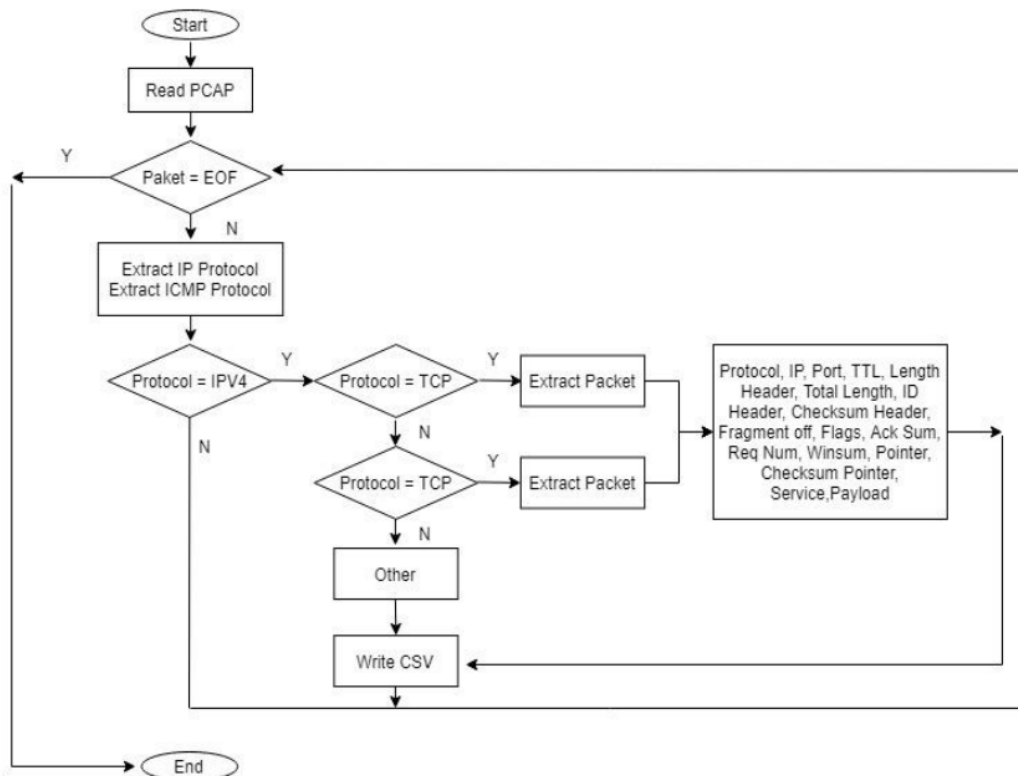 Start
Read PCAP
Y
Paket = EOF
N
Extract IP Protocol
Extract ICMP Protocol
Protocol = IPV4
Y
Protocol = TCP
Y
Extract Packet
Protocol, IP, Port, TTL, Length
Header, Total Length, ID
Header, Checksum Header,
Fragment off, Flags, Ack Sum,
Req Num, Winsum, Pointer,
Checksum Pointer,
Service,Payload
N
N
Protocol = TCP
Y
Extract Packet
N
Other
Write CSV
End